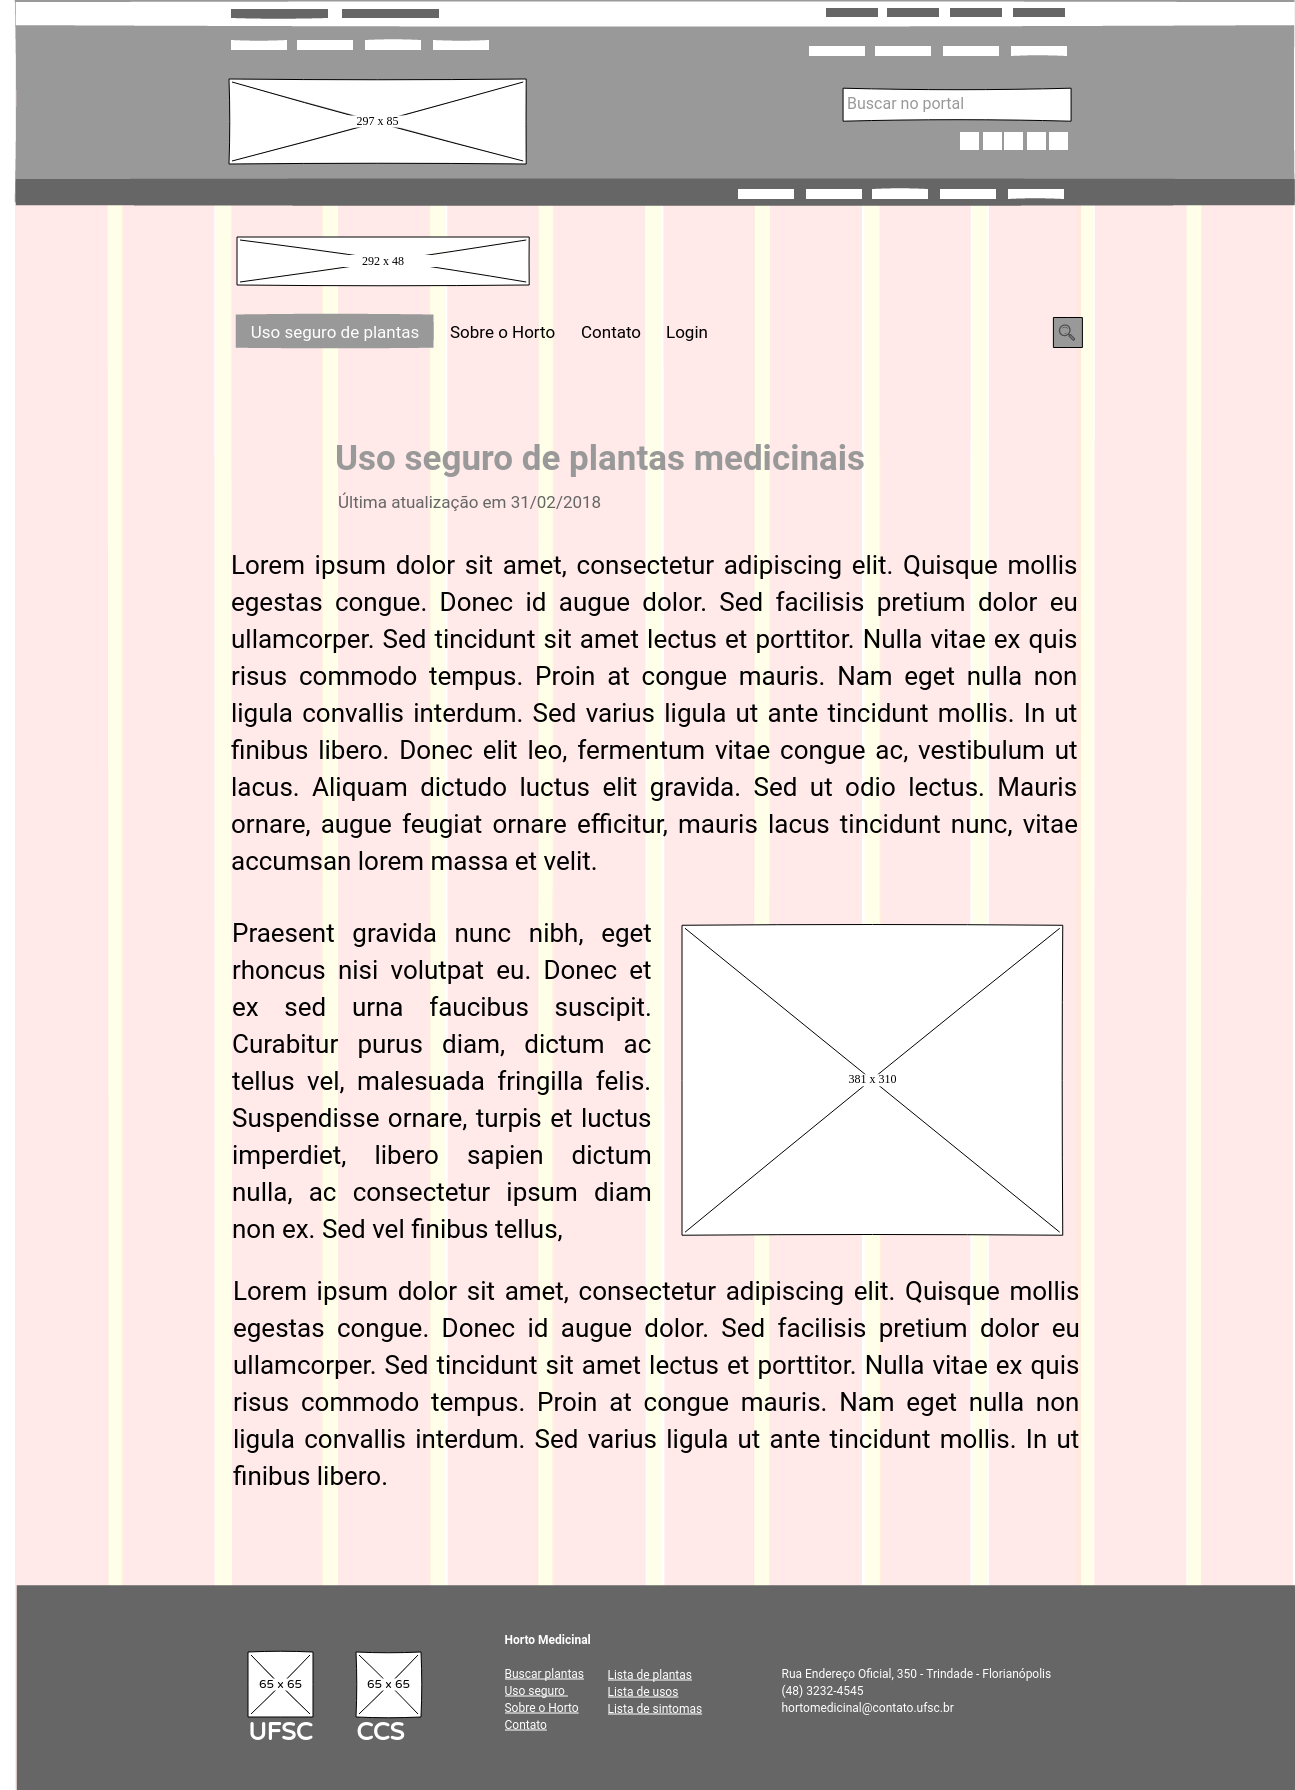 297 x 85
Buscar no portal
292 x 48
Uso seguro de plantas Sobre o Horto Contato Login
Uso seguro de plantas medicinais
Última atualização em 31/02/2018
Lorem ipsum dolor sit amet, consectetur adipiscing elit. Quisque mollis
egestas congue. Donec id augue dolor. Sed facilisis pretium dolor eu
ullamcorper. Sed tincidunt sit amet lectus et porttitor. Nulla vitae ex quis
risus commodo tempus. Proin at congue mauris. Nam eget nulla non
ligula convallis interdum. Sed varius ligula ut ante tincidunt mollis. In ut
finibus libero. Donec elit leo, fermentum vitae congue ac, vestibulum ut
lacus. Aliquam dictudo luctus elit gravida. Sed ut odio lectus. Mauris
ornare, augue feugiat ornare efficitur, mauris lacus tincidunt nunc, vitae
accumsan lorem massa et velit.
Praesent gravida nunc nibh, eget
rhoncus nisi volutpat eu. Donec et
ex sed urna faucibus suscipit.
Curabitur purus diam, dictum ac
tellus vel, malesuada fringilla felis.
Suspendisse ornare, turpis et luctus
imperdiet, libero sapien dictum
nulla, ac consectetur ipsum diam
non ex. Sed vel finibus tellus,
381 x 310
Lorem ipsum dolor sit amet, consectetur adipiscing elit. Quisque mollis
egestas congue. Donec id augue dolor. Sed facilisis pretium dolor eu
ullamcorper. Sed tincidunt sit amet lectus et porttitor. Nulla vitae ex quis
risus commodo tempus. Proin at congue mauris. Nam eget nulla non
ligula convallis interdum. Sed varius ligula ut ante tincidunt mollis. In ut
finibus libero.
65 x 65
UFSC
65 x 65
CCS
Horto Medicinal
Buscar plantas
Uso seguro
Sobre o Horto
Contato
Lista de plantas
Lista de usos
Lista de sintomas
Rua Endereço Oficial, 350 - Trindade - Florianópolis
(48) 3232-4545
hortomedicinal@contato.ufsc.br